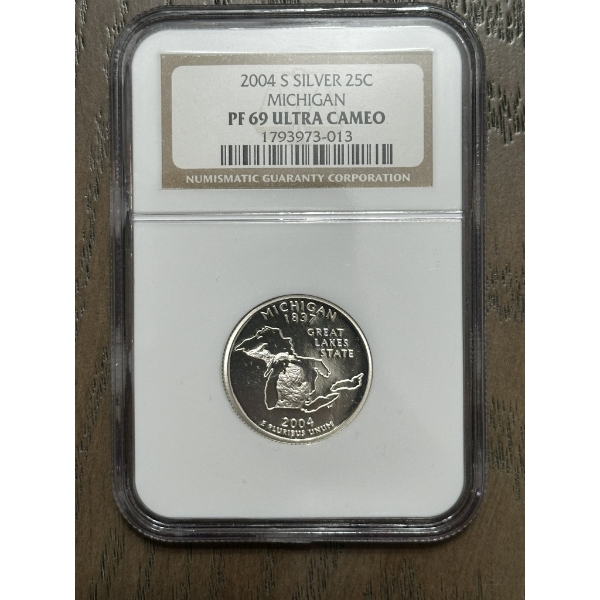 2004 S SILVER 25C
MICHIGAN
PF 69 ULTRA CAMEO
1793973-013
NUMISMATIC GUARANTY CORPORATION
MICHIGAN
1837
GREAT
LAKES
STATE
2004
E PLURIBUS UNUM